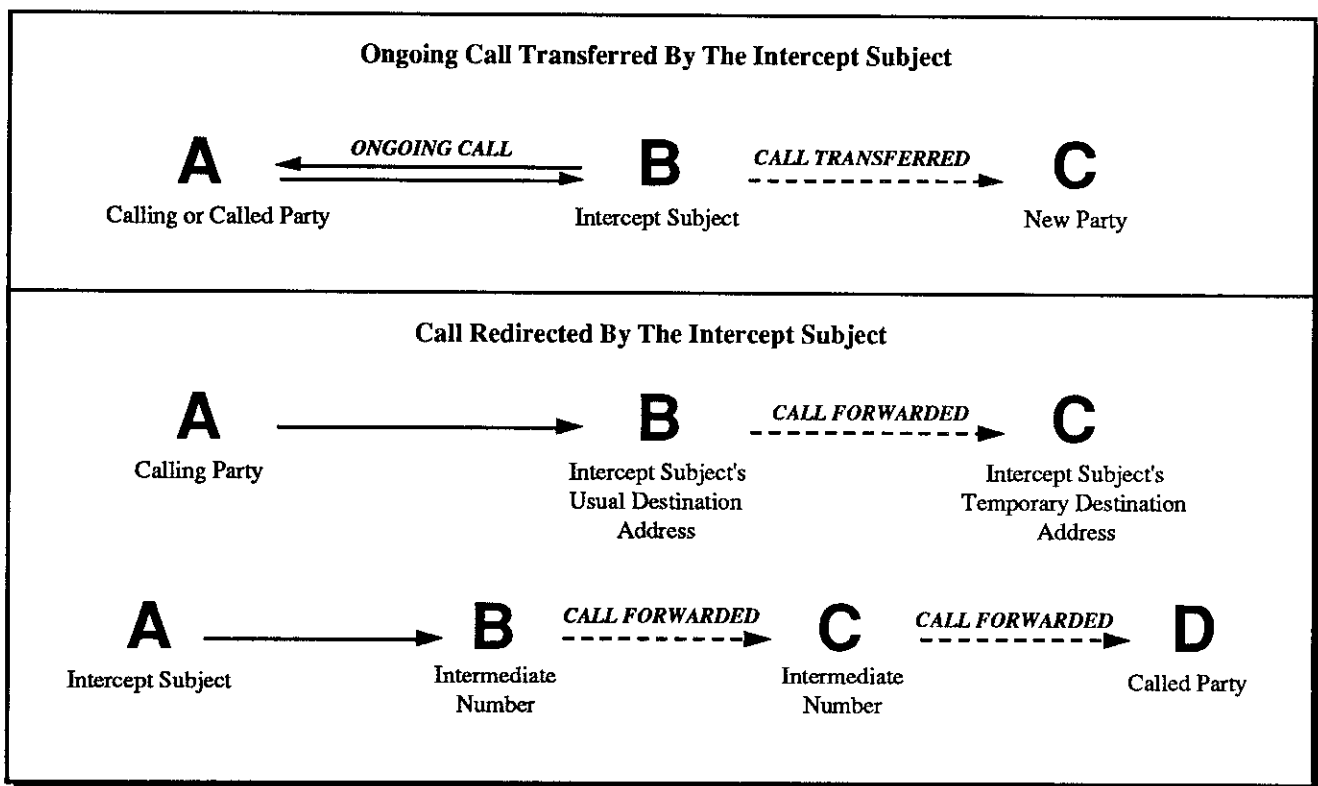 Ongoing Call Transferred By The Intercept Subject
A ONGOING CALL B CALL TRANSFERRED C
Calling or Called Party Intercept Subject New Party
Call Redirected By The Intercept Subject
A B CALL FORWARDED C
Calling Party Intercept Subject's Intercept Subject's
Usual Destination Temporary Destination
Address Address
A B CALL FORWARDED C CALL FORWARDED D
Intercept Subject Intermediate Intermediate Called Party
Number Number